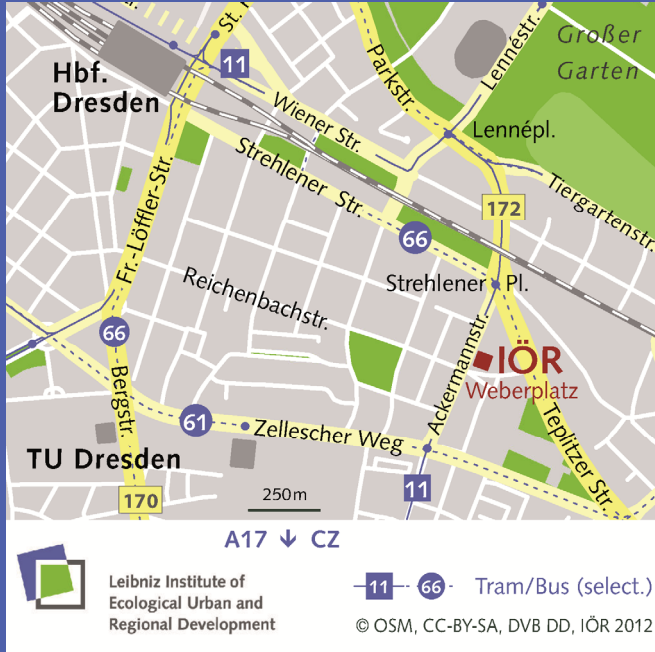 St. P
Großer
Garten
Hbf.
Dresden
11
Parkstr.
Lennéstr.
Wiener Str.
Lennépl.
Strehlener Str.
Tiergartenstr.
172
Fr.-Löffler-Str.
66
Reichenbachstr.
Strehlener Pl.
66
Ackermannstr.
IÖR
Weberplatz
Bergstr.
61
Zellescher Weg
Teplitzer Str.
TU Dresden
11
170
250m
A17 ↓ CZ
Leibniz Institute of
Ecological Urban and
Regional Development
11 66 Tram/Bus (select.)
© OSM, CC-BY-SA, DVB DD, IÖR 2012